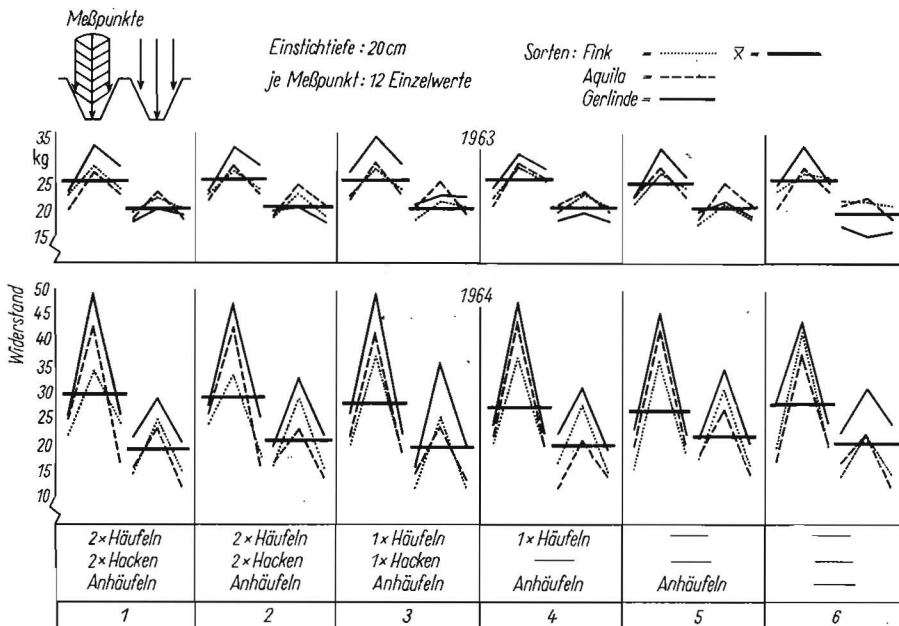 Meßpunkte
Einstichtiefe : 20 cm
je Meßpunkt : 12 Einzelwerte
Sorten : Fink = x̄ =
Aquila =
Gerlinde =
1963
35
kg
25
20
15
1964
Widerstand
50
45
40
35
30
25
20
15
10
2× Häufeln 2× Häufeln 1× Häufeln 1× Häufeln — —
2× Hacken 2× Hacken 1× Hacken — — —
Anhäufeln Anhäufeln Anhäufeln Anhäufeln Anhäufeln —
1 2 3 4 5 6